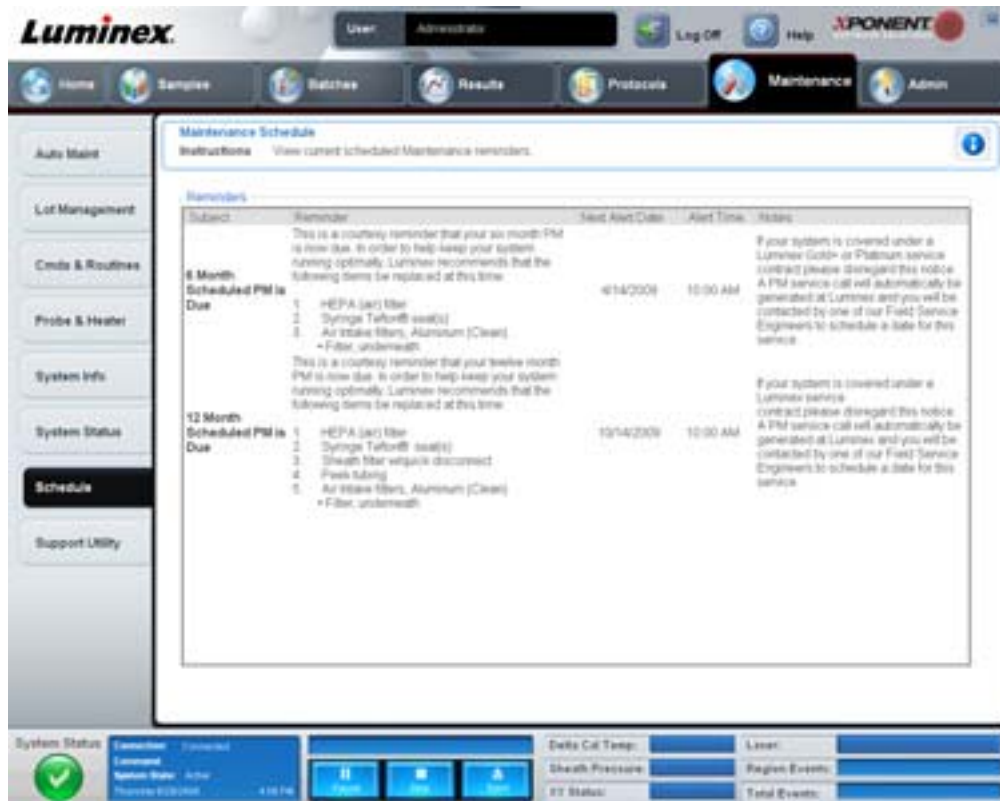 Luminex
User: Administrator
Log Off
Help
XPONENT
Home
Samples
Batches
Results
Protocols
Maintenance
Admin
Auto Maint
Lot Management
Cmds & Routines
Probe & Heater
System Info
System Status
Schedule
Support Utility
Maintenance Schedule
Instructions View current scheduled Maintenance reminders.
Reminders
Subject Reminder Next Alert Date Alert Time Notes
6 Month
Scheduled PM is
Due
This is a courtesy reminder that your six month PM
is now due. In order to help keep your system
running optimally, Luminex recommends that the
following items be replaced at this time:
1. HEPA (air) filter
2. Syringe Teflon® seal(s)
3. Air Intake filters, Aluminum (Clean)
• Filter, underneath
4/14/2009
10:00 AM
If your system is covered under a
Luminex Gold+ or Platinum service
contract please disregard this notice.
A PM service call will automatically be
generated at Luminex and you will be
contacted by one of our Field Service
Engineers to schedule a date for this
service.
12 Month
Scheduled PM is
Due
This is a courtesy reminder that your twelve month
PM is now due. In order to help keep your system
running optimally, Luminex recommends that the
following items be replaced at this time:
1. HEPA (air) filter
2. Syringe Teflon® seal(s)
3. Sheath filter w/quick disconnect
4. Peek tubing
5. Air Intake filters, Aluminum (Clean)
• Filter, underneath
10/14/2009
10:00 AM
If your system is covered under a
Luminex service
contract please disregard this notice.
A PM service call will automatically be
generated at Luminex and you will be
contacted by one of our Field Service
Engineers to schedule a date for this
service.
System Status
Connection: Connected
Command:
System State: Active
Thursday 4:08 PM
Pause
Stop
Eject
Delta Cal Temp:
Sheath Pressure:
XY Status:
Laser:
Region Events:
Total Events: